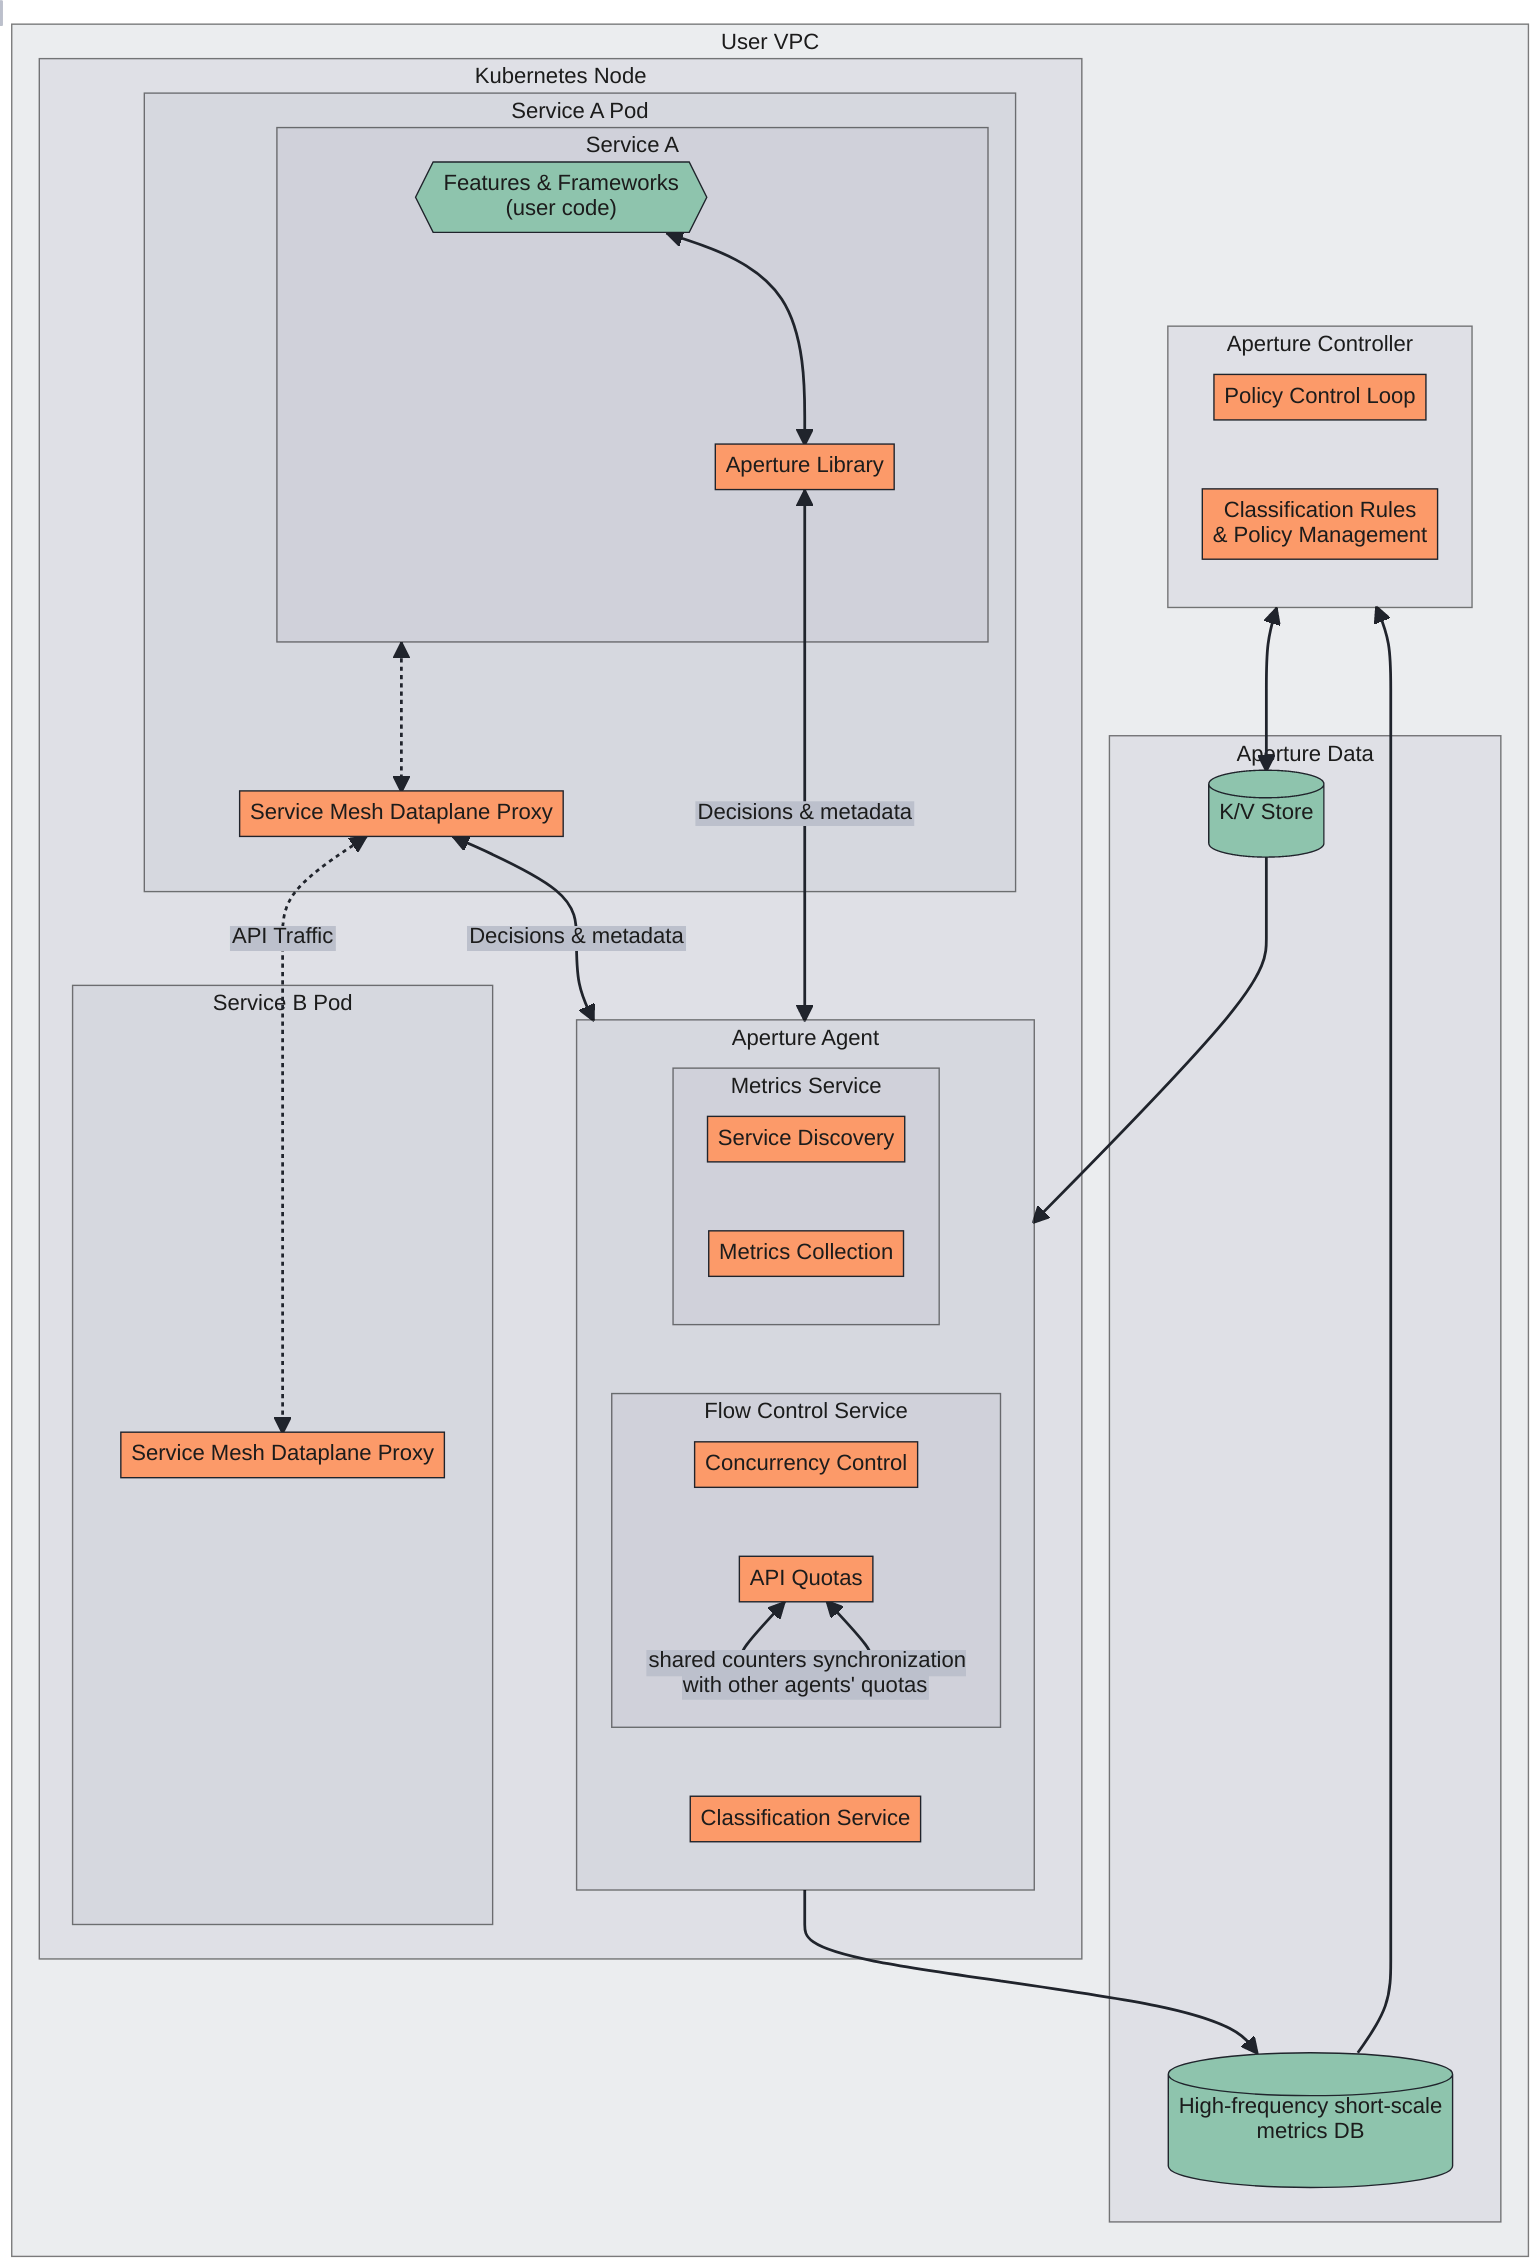 User VPC
Kubernetes Node
Service A Pod
Service A
Features & Frameworks
(user code)
Aperture Library
Service Mesh Dataplane Proxy
Decisions & metadata
API Traffic
Decisions & metadata
Service B Pod
Service Mesh Dataplane Proxy
Aperture Agent
Metrics Service
Service Discovery
Metrics Collection
Flow Control Service
Concurrency Control
API Quotas
shared counters synchronization
with other agents' quotas
Classification Service
Aperture Controller
Policy Control Loop
Classification Rules
& Policy Management
Aperture Data
K/V Store
High-frequency short-scale
metrics DB